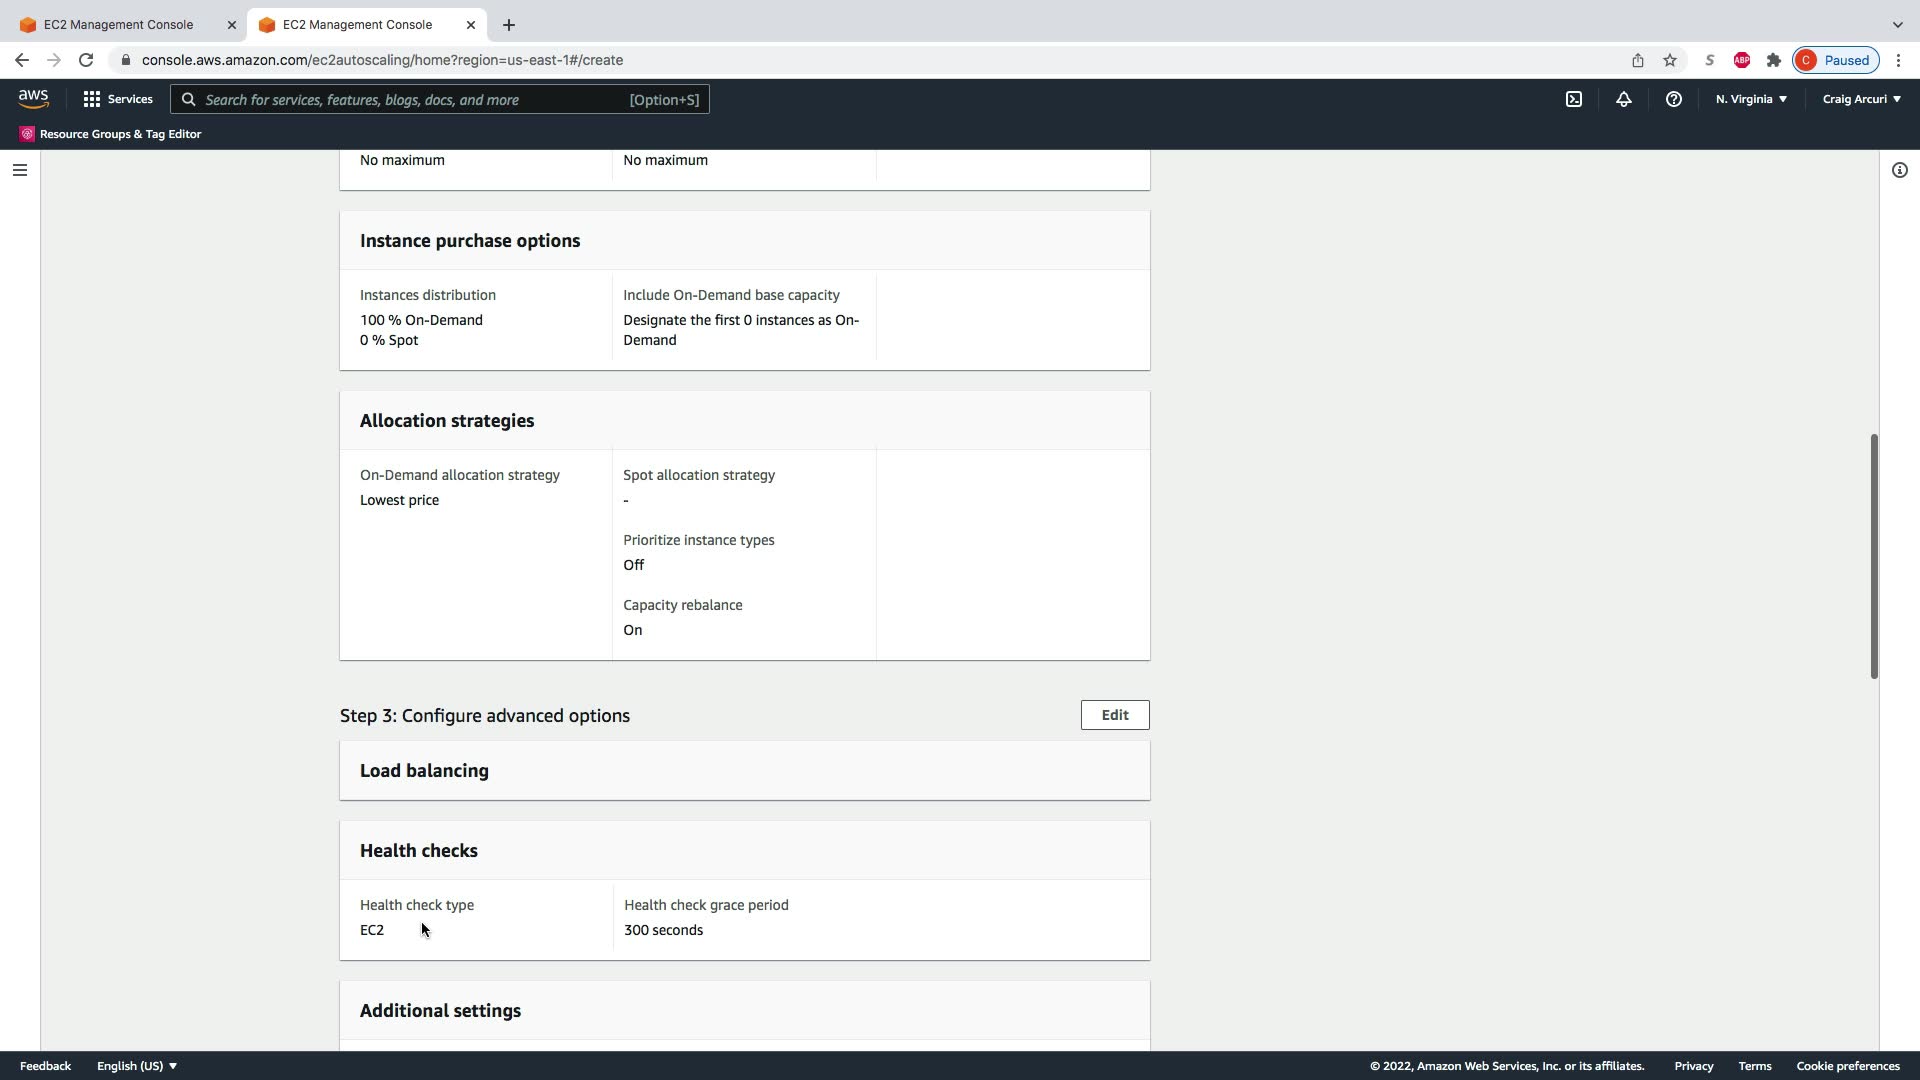 EC2 Management Console
EC2 Management Console
console.aws.amazon.com/ec2autoscaling/home?region=us-east-1#/create
ABP
C
Paused
aws
Services
Search for services, features, blogs, docs, and more
[Option+S]
N. Virginia
Craig Arcuri
Resource Groups & Tag Editor
No maximum
No maximum
Instance purchase options
Instances distribution
100 % On-Demand
0 % Spot
Include On-Demand base capacity
Designate the first 0 instances as On-
Demand
Allocation strategies
On-Demand allocation strategy
Lowest price
Spot allocation strategy
-
Prioritize instance types
Off
Capacity rebalance
On
Step 3: Configure advanced options
Edit
Load balancing
Health checks
Health check type
EC2
Health check grace period
300 seconds
Additional settings
Feedback
English (US)
© 2022, Amazon Web Services, Inc. or its affiliates.
Privacy
Terms
Cookie preferences